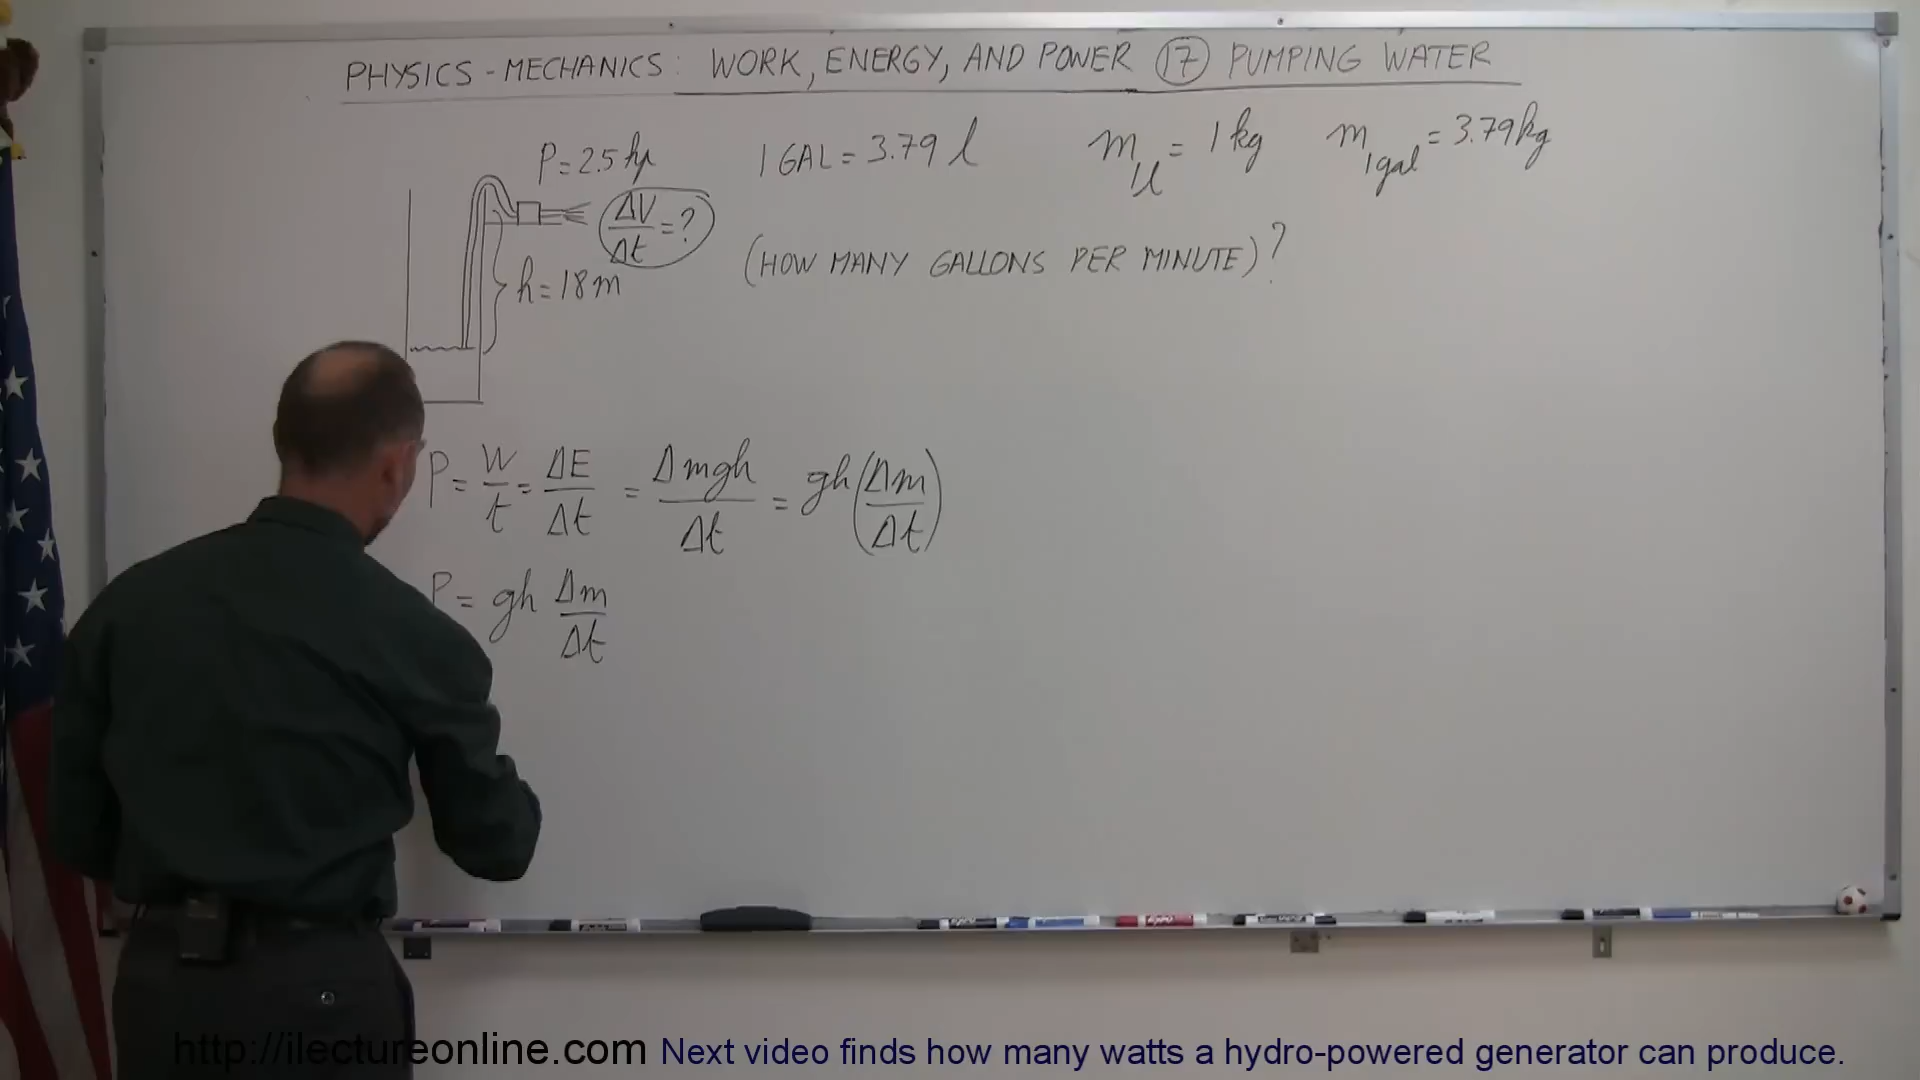 PHYSICS - MECHANICS: WORK, ENERGY, AND POWER 17 PUMPING WATER
P = 2.5 hp
1 GAL = 3.79 l
m 1l = 1 kg
m 1gal = 3.79 kg
ΔV/Δt = ?
(HOW MANY GALLONS PER MINUTE)?
h = 18 m
P = W/t = ΔE/Δt = Δmgh/Δt = gh(Δm/Δt)
P = gh Δm/Δt
http://ilectureonline.com Next video finds how many watts a hydro-powered generator can produce.